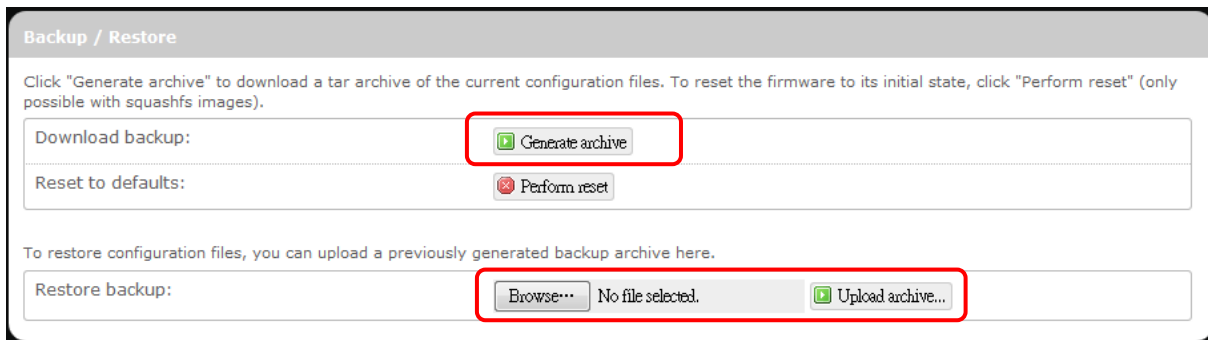 Backup / Restore
Click "Generate archive" to download a tar archive of the current configuration files. To reset the firmware to its initial state, click "Perform reset" (only
possible with squashfs images).
Download backup:
Generate archive
Reset to defaults:
Perform reset
To restore configuration files, you can upload a previously generated backup archive here.
Restore backup:
Browse··· No file selected. Upload archive...